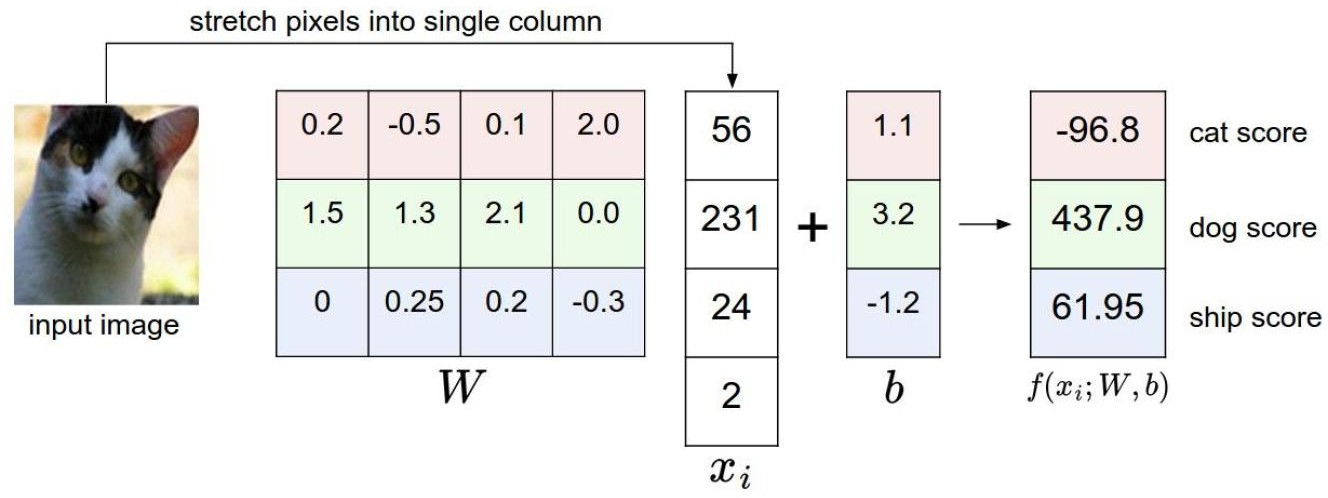 stretch pixels into single column
0.2 -0.5 0.1 2.0 56 1.1 -96.8 cat score
1.5 1.3 2.1 0.0 231 + 3.2 → 437.9 dog score
0 0.25 0.2 -0.3 24 -1.2 61.95 ship score
input image
2
W b f(x_i; W, b)
x_i